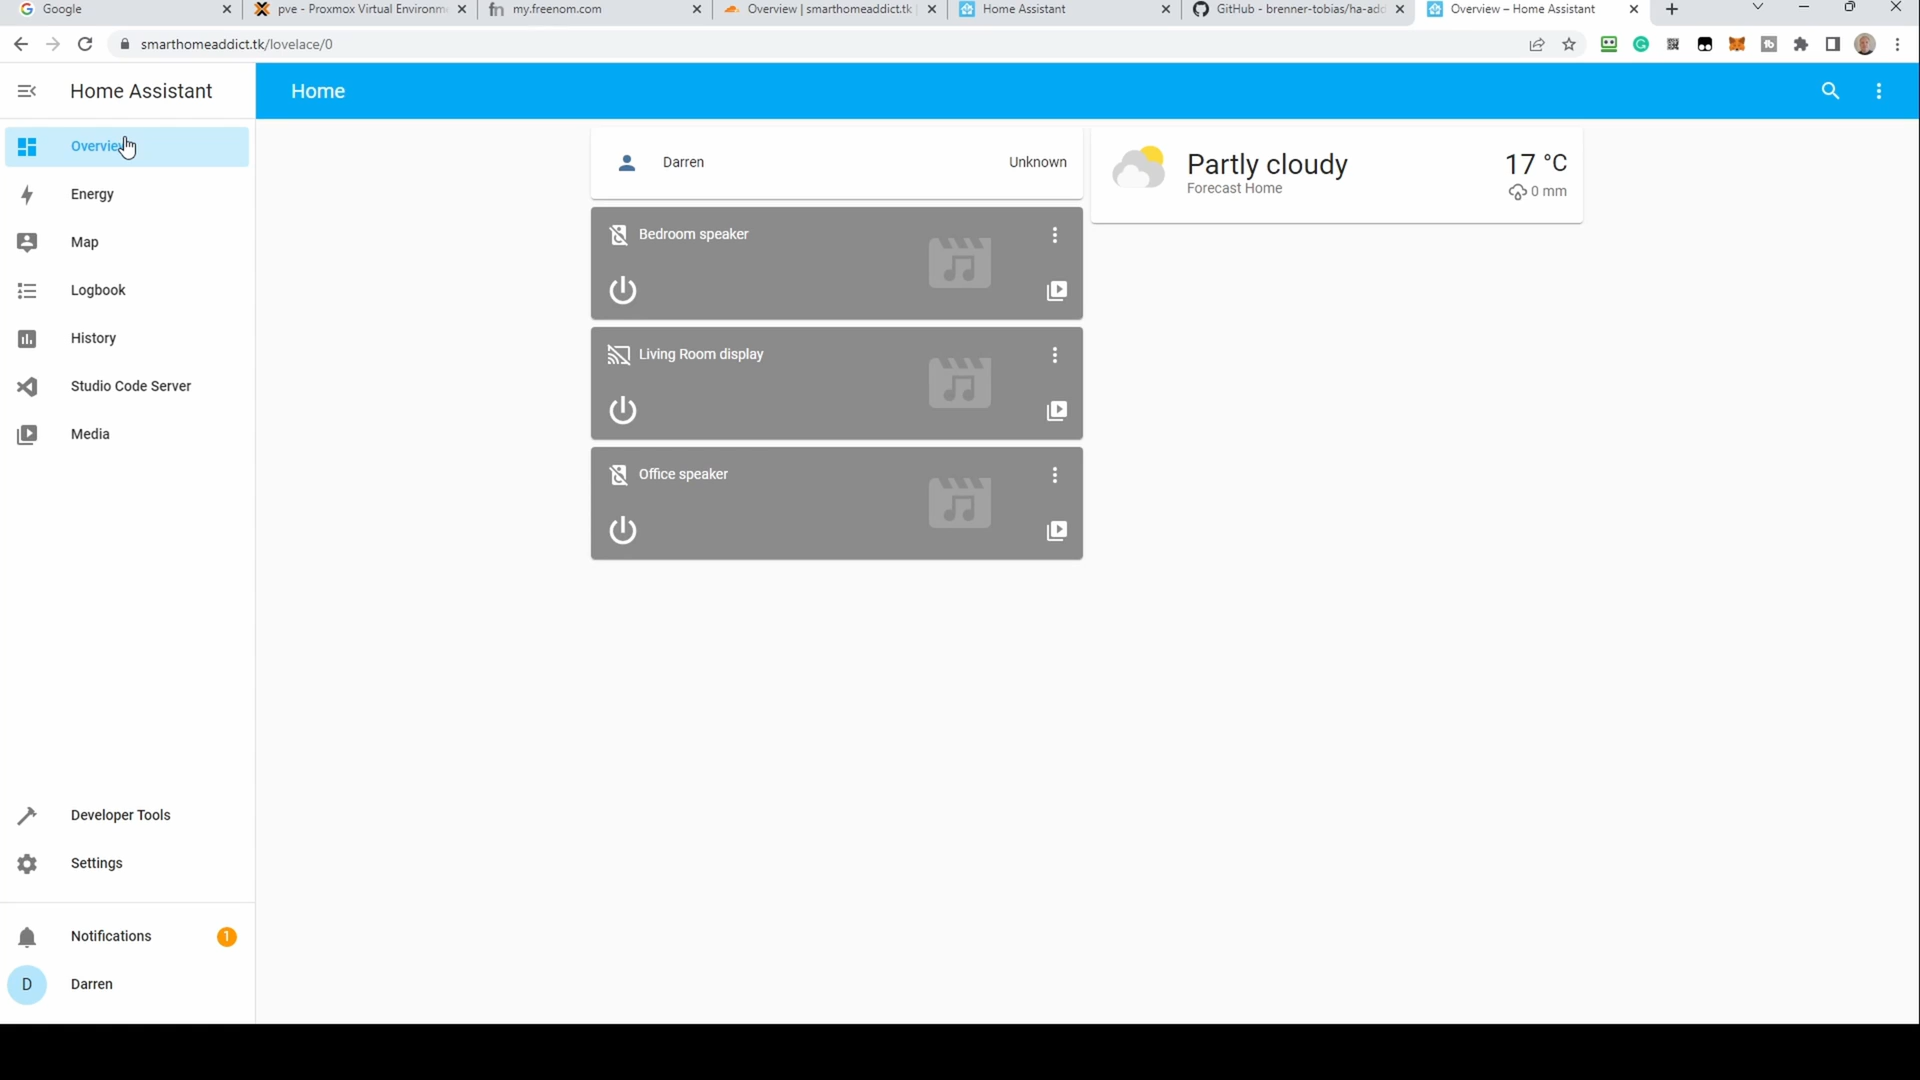 Google
pve - Proxmox Virtual Environm
my.freenom.com
Overview | smarthomeaddict.tk
Home Assistant
GitHub - brenner-tobias/ha-add
Overview – Home Assistant
smarthomeaddict.tk/lovelace/0
Home Assistant
Home
Overview
Energy
Map
Logbook
History
Studio Code Server
Media
Developer Tools
Settings
Notifications
1
D
Darren
Darren
Unknown
Bedroom speaker
Living Room display
Office speaker
Partly cloudy
Forecast Home
17 °C
0 mm